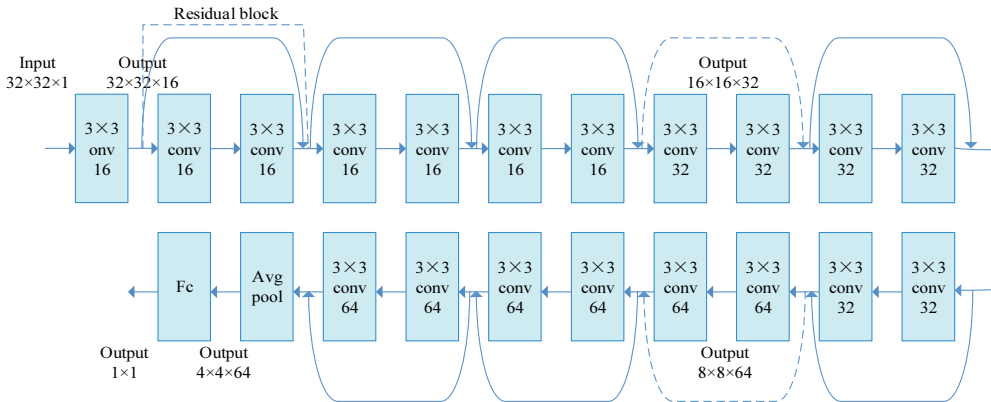 Residual block
Input
32×32×1
Output
32×32×16
Output
16×16×32
3×3
onv
16
3×3
conv
16
3×3
conv
16
3×3
conv
16
3×3
conv
16
3×3
conv
16
3×3
conv
16
3×3
conv
32
3×3
conv
32
3×3
conv
32
3×3
conv
32
Fc
Avg
pool
3×3
conv
64
3×3
conv
64
3×3
conv
64
3×3
conv
64
3×3
conv
64
3×3
conv
64
3×3
conv
32
3×3
conv
32
Output
1×1
Output
4×4×64
Output
8×8×64